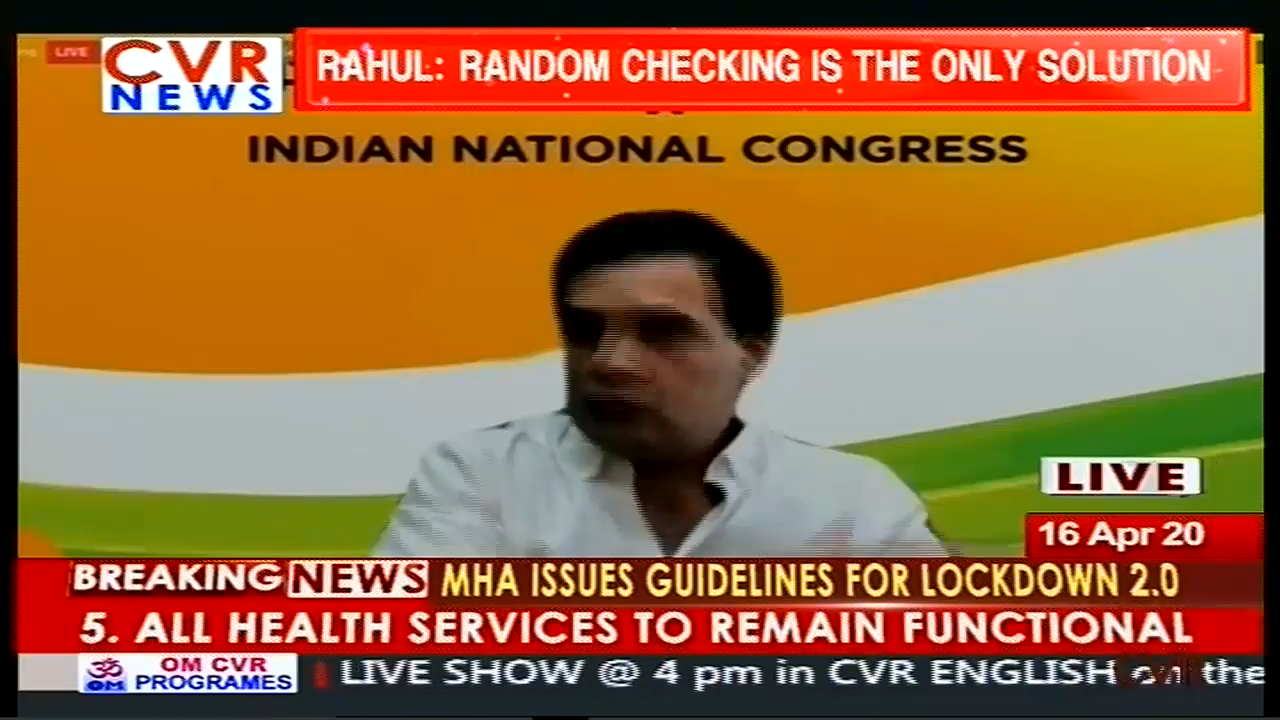 LIVE
CVR
NEWS
RAHUL: RANDOM CHECKING IS THE ONLY SOLUTION
INDIAN NATIONAL CONGRESS
LIVE
16 Apr 20
BREAKING NEWS MHA ISSUES GUIDELINES FOR LOCKDOWN 2.0
5. ALL HEALTH SERVICES TO REMAIN FUNCTIONAL
ॐ
OM
OM CVR
PROGRAMES
LIVE SHOW @ 4 pm in CVR ENGLISH the